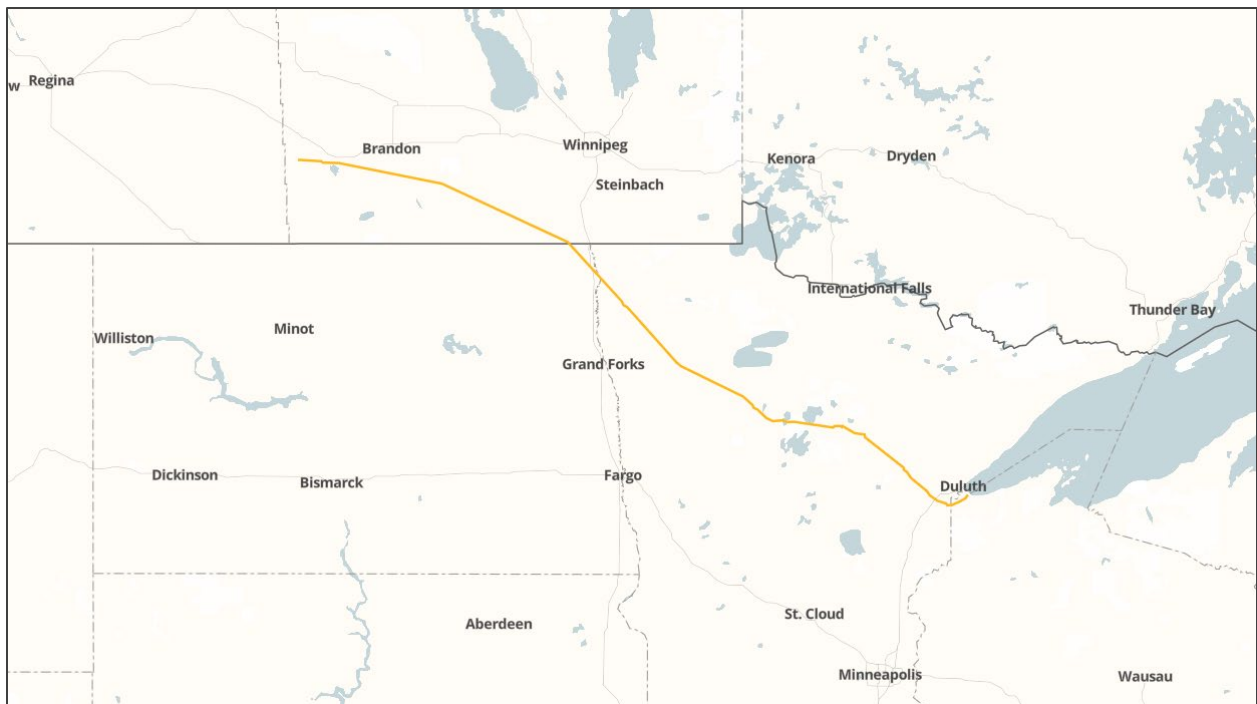 w Regina
Brandon
Winnipeg
Steinbach
Kenora
Dryden
International Falls
Thunder Bay
Williston
Minot
Grand Forks
Dickinson
Bismarck
Fargo
Duluth
Aberdeen
St. Cloud
Minneapolis
Wausau